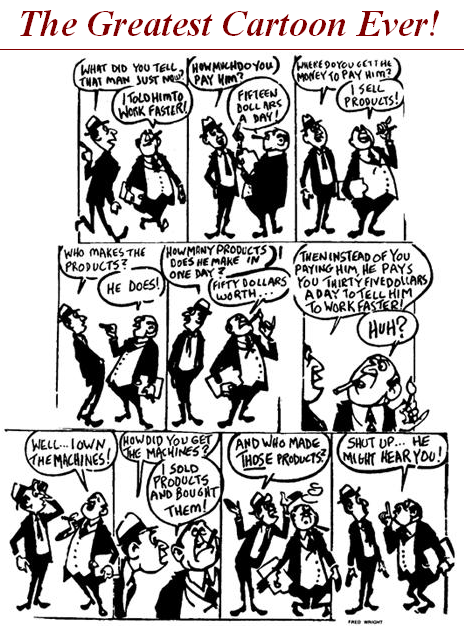 The Greatest Cartoon Ever!
WHAT DID YOU TELL
THAT MAN JUST NOW?
I TOLD HIM TO
WORK FASTER!
HOW MUCH DO YOU
PAY HIM?
FIFTEEN
DOLLARS
A DAY!
WHERE DO YOU GET THE
MONEY TO PAY HIM?
I SELL
PRODUCTS!
WHO MAKES THE
PRODUCTS?
HE DOES!
HOW MANY PRODUCTS
DOES HE MAKE IN
ONE DAY?
FIFTY DOLLARS
WORTH...
THEN INSTEAD OF YOU
PAYING HIM, HE PAYS
YOU THIRTY FIVE DOLLARS
A DAY TO TELL HIM
TO WORK FASTER!
HUH?
WELL... I OWN
THE MACHINES!
HOW DID YOU GET
THE MACHINES?
I SOLD
PRODUCTS
AND BOUGHT
THEM!
AND WHO MADE
THOSE PRODUCTS?
SHUT UP... HE
MIGHT HEAR YOU!
FRED WRIGHT